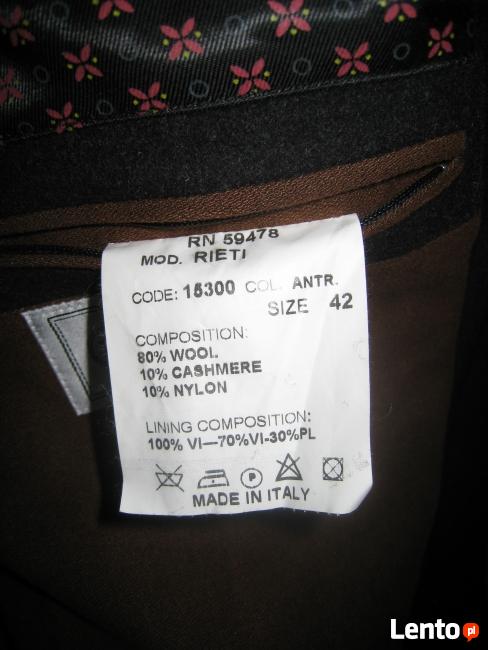 RN 59478
MOD. RIETI
CODE: 15300 COL. ANTR.
SIZE 42
COMPOSITION:
80% WOOL
10% CASHMERE
10% NYLON
LINING COMPOSITION:
100% VI—70%VI-30%PL
P
MADE IN ITALY
Lento pl